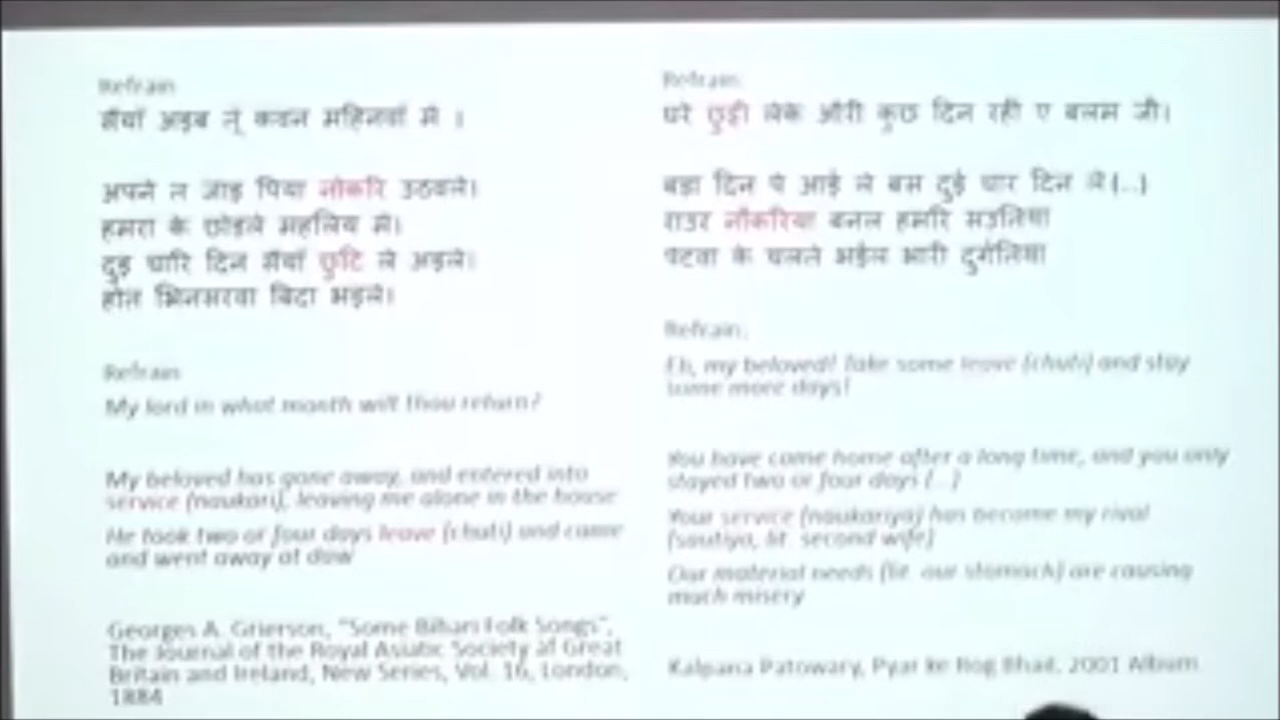 Refrain
सैयाँ अइब तूं कवन महिनवाँ में ।
अपने त जाइ पिया नोकरि उठवले।
हमरा के छोड़ले महलिय में।
दुइ चारि दिन सैयाँ छुटि ले अइले।
होत भिनसरवा बिदा भइले।
Refrain
My lord in what month wilt thou return?
My beloved has gone away, and entered into
service (naukari), leaving me alone in the house
He took two or four days leave (chuti) and came
and went away at daw
Georges A. Grierson, "Some Bihari Folk Songs",
The Journal of the Royal Asiatic Society of Great
Britain and Ireland, New Series, Vol. 16, London,
1884
Refrain:
घरे छुट्टी लेके औरी कुछ दिन रही ए बलम जी।
बड़ा दिन पे आई ले बस दुई चार दिन ले (...)
राउर नौकरिया बनल हमरि सउतिया
पेटवा के चलते भईल भारी दुर्गतिया
Refrain:
Eh, my beloved! Take some leave (chuti) and stay
some more days!
You have come home after a long time, and you only
stayed two or four days (...)
Your service (naukariya) has become my rival
(sautiya, lit. second wife)
Our material needs (lit. our stomach) are causing
much misery
Kalpana Patowary, Pyar ke Rog Bhail, 2001 Album